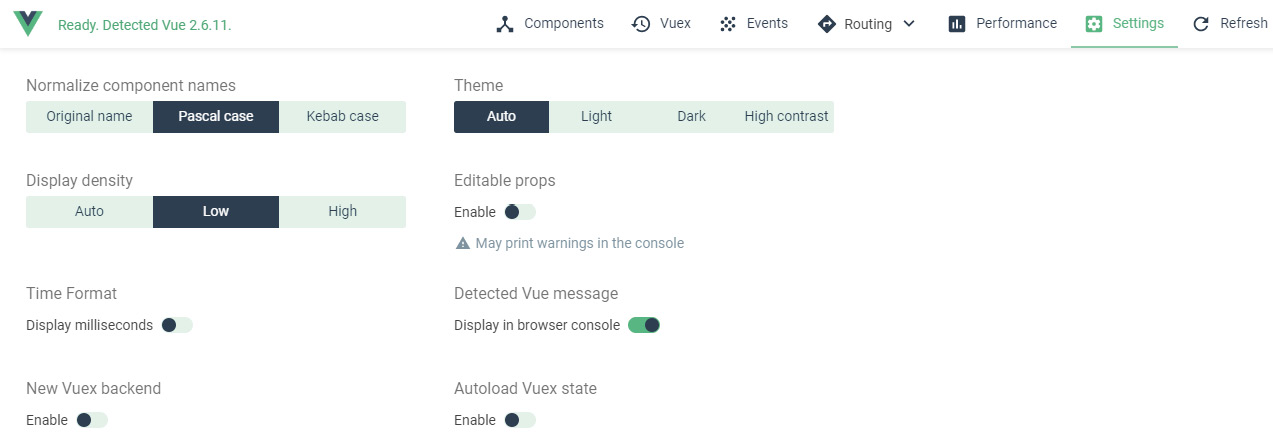 Ready. Detected Vue 2.6.11.
Components Vuex Events Routing Performance Settings Refresh
Normalize component names
Original name Pascal case Kebab case
Theme
Auto Light Dark High contrast
Display density
Auto Low High
Editable props
Enable
May print warnings in the console
Time Format
Display milliseconds
Detected Vue message
Display in browser console
New Vuex backend
Enable
Autoload Vuex state
Enable